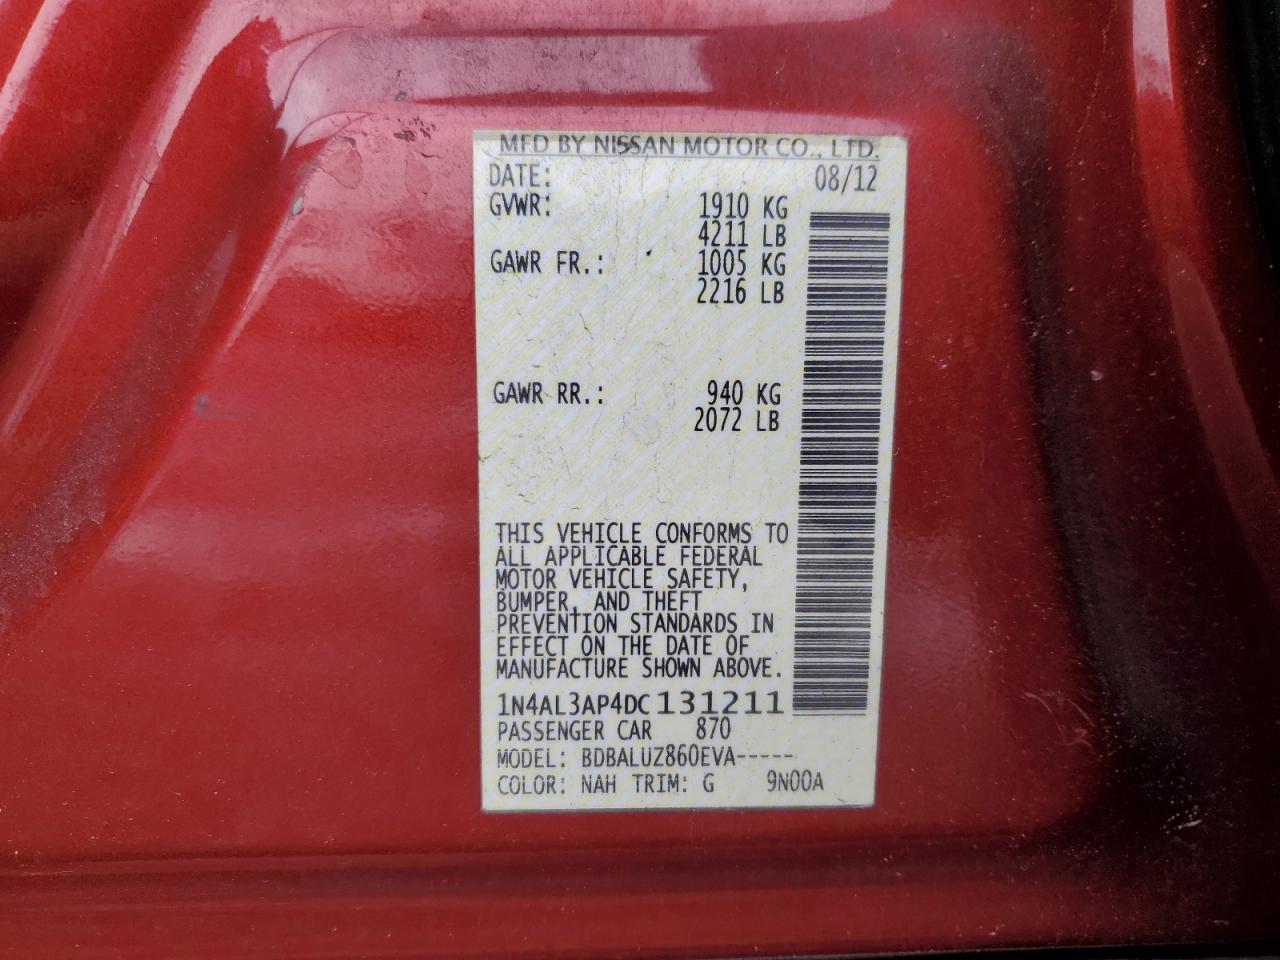 MFD BY NISSAN MOTOR CO., LTD.
DATE: 08/12
GVWR: 1910 KG
4211 LB
GAWR FR.: 1005 KG
2216 LB
GAWR RR.: 940 KG
2072 LB
THIS VEHICLE CONFORMS TO
ALL APPLICABLE FEDERAL
MOTOR VEHICLE SAFETY,
BUMPER, AND THEFT
PREVENTION STANDARDS IN
EFFECT ON THE DATE OF
MANUFACTURE SHOWN ABOVE.
1N4AL3AP4DC131211
PASSENGER CAR 870
MODEL: BDBALUZ860EVA-----
COLOR: NAH TRIM: G 9N00A